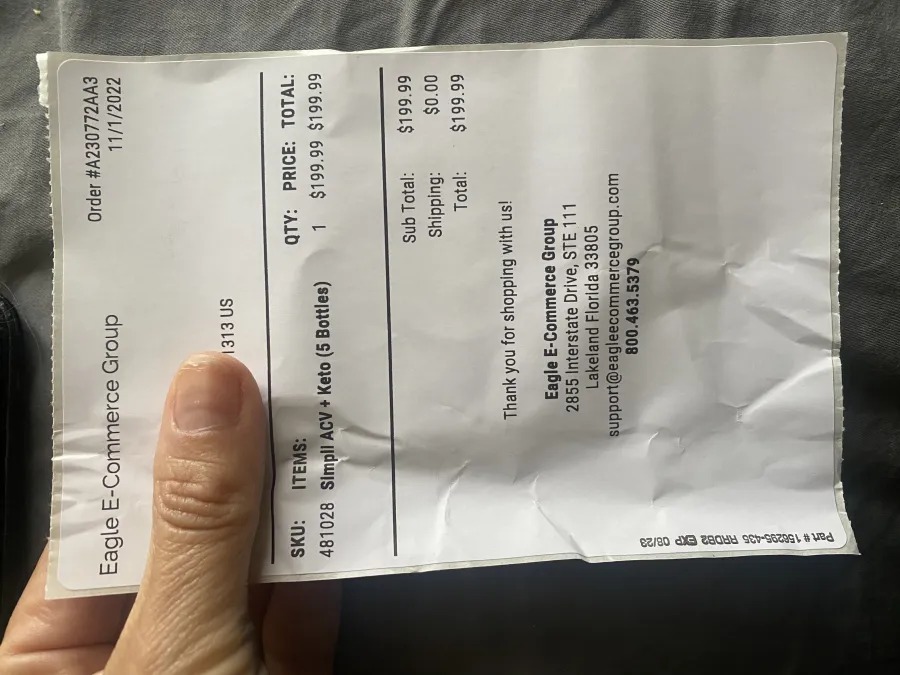 Eagle E-Commerce Group
Order #A230772AA3
11/1/2022
1313 US
SKU: ITEMS: QTY: PRICE: TOTAL:
481028 Simpli ACV + Keto (5 Bottles) 1 $199.99 $199.99
Sub Total: $199.99
Shipping: $0.00
Total: $199.99
Thank you for shopping with us!
Eagle E-Commerce Group
2855 Interstate Drive, STE 111
Lakeland Florida 33805
support@eagleecommercegroup.com
800.463.5379
Part # 156295-435 RRD82 EXP 08/23